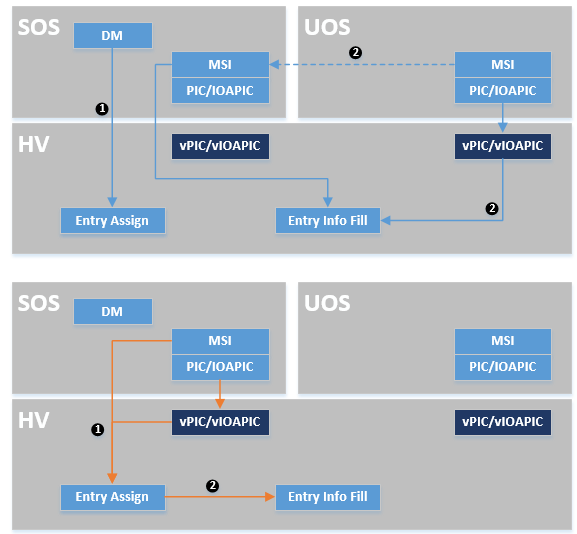 SOS
UOS
DM
2
MSI
MSI
PIC/IOAPIC
PIC/IOAPIC
1
HV
vPIC/vIOAPIC
vPIC/vIOAPIC
2
Entry Assign
Entry Info Fill
SOS
UOS
DM
MSI
MSI
PIC/IOAPIC
PIC/IOAPIC
HV
vPIC/vIOAPIC
vPIC/vIOAPIC
1
2
Entry Assign
Entry Info Fill